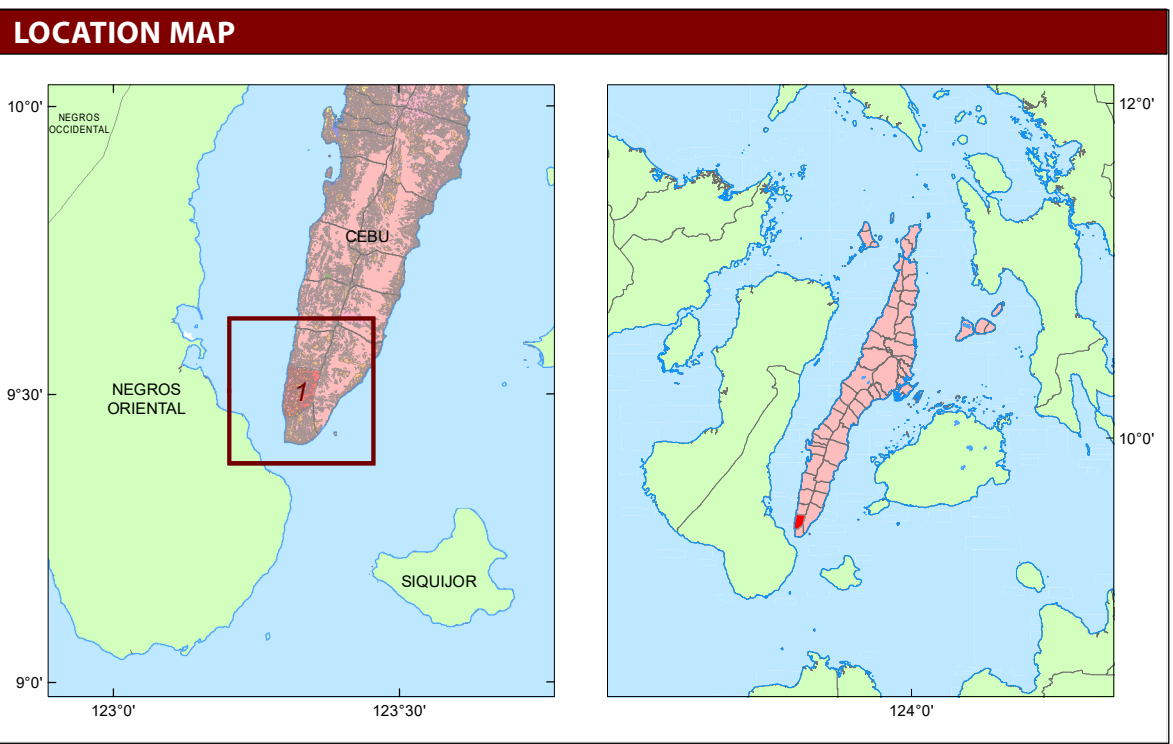 LOCATION MAP
10°0'
NEGROS
OCCIDENTAL
CEBU
9°30'
NEGROS
ORIENTAL
1
SIQUIJOR
9°0'
123°0'
123°30'
12°0'
10°0'
124°0'